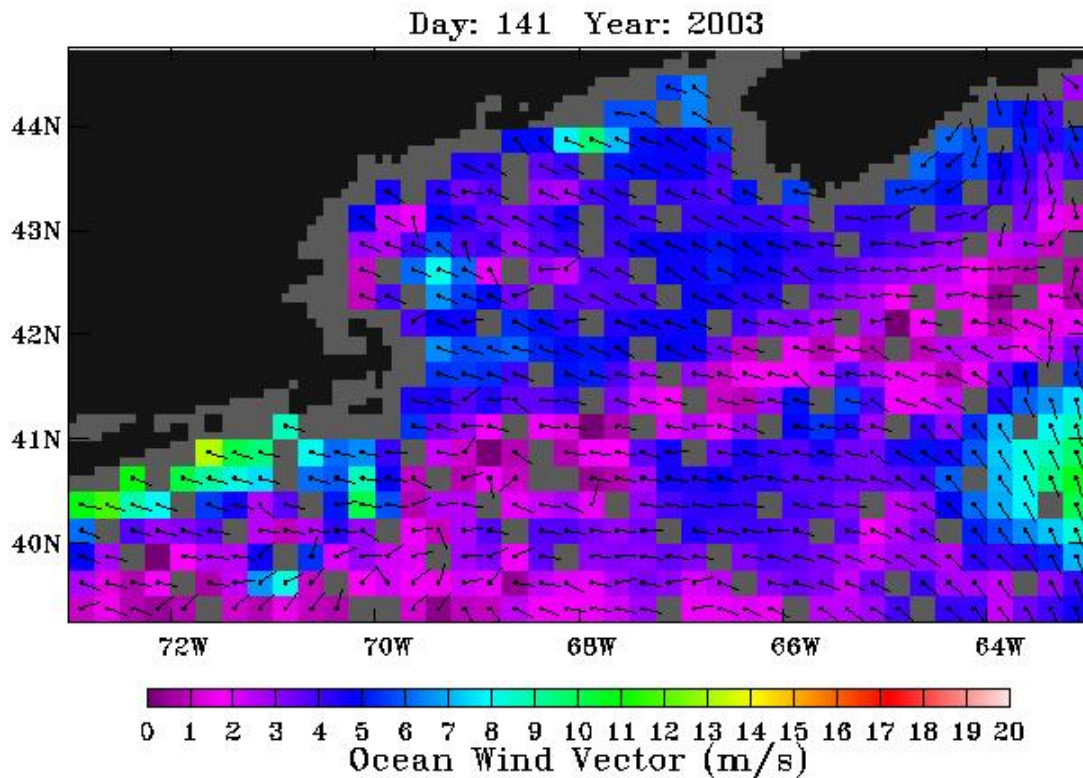 Day: 141 Year: 2003
44N
43N
42N
41N
40N
72W 70W 68W 66W 64W
0 1 2 3 4 5 6 7 8 9 10 11 12 13 14 15 16 17 18 19 20
Ocean Wind Vector (m/s)